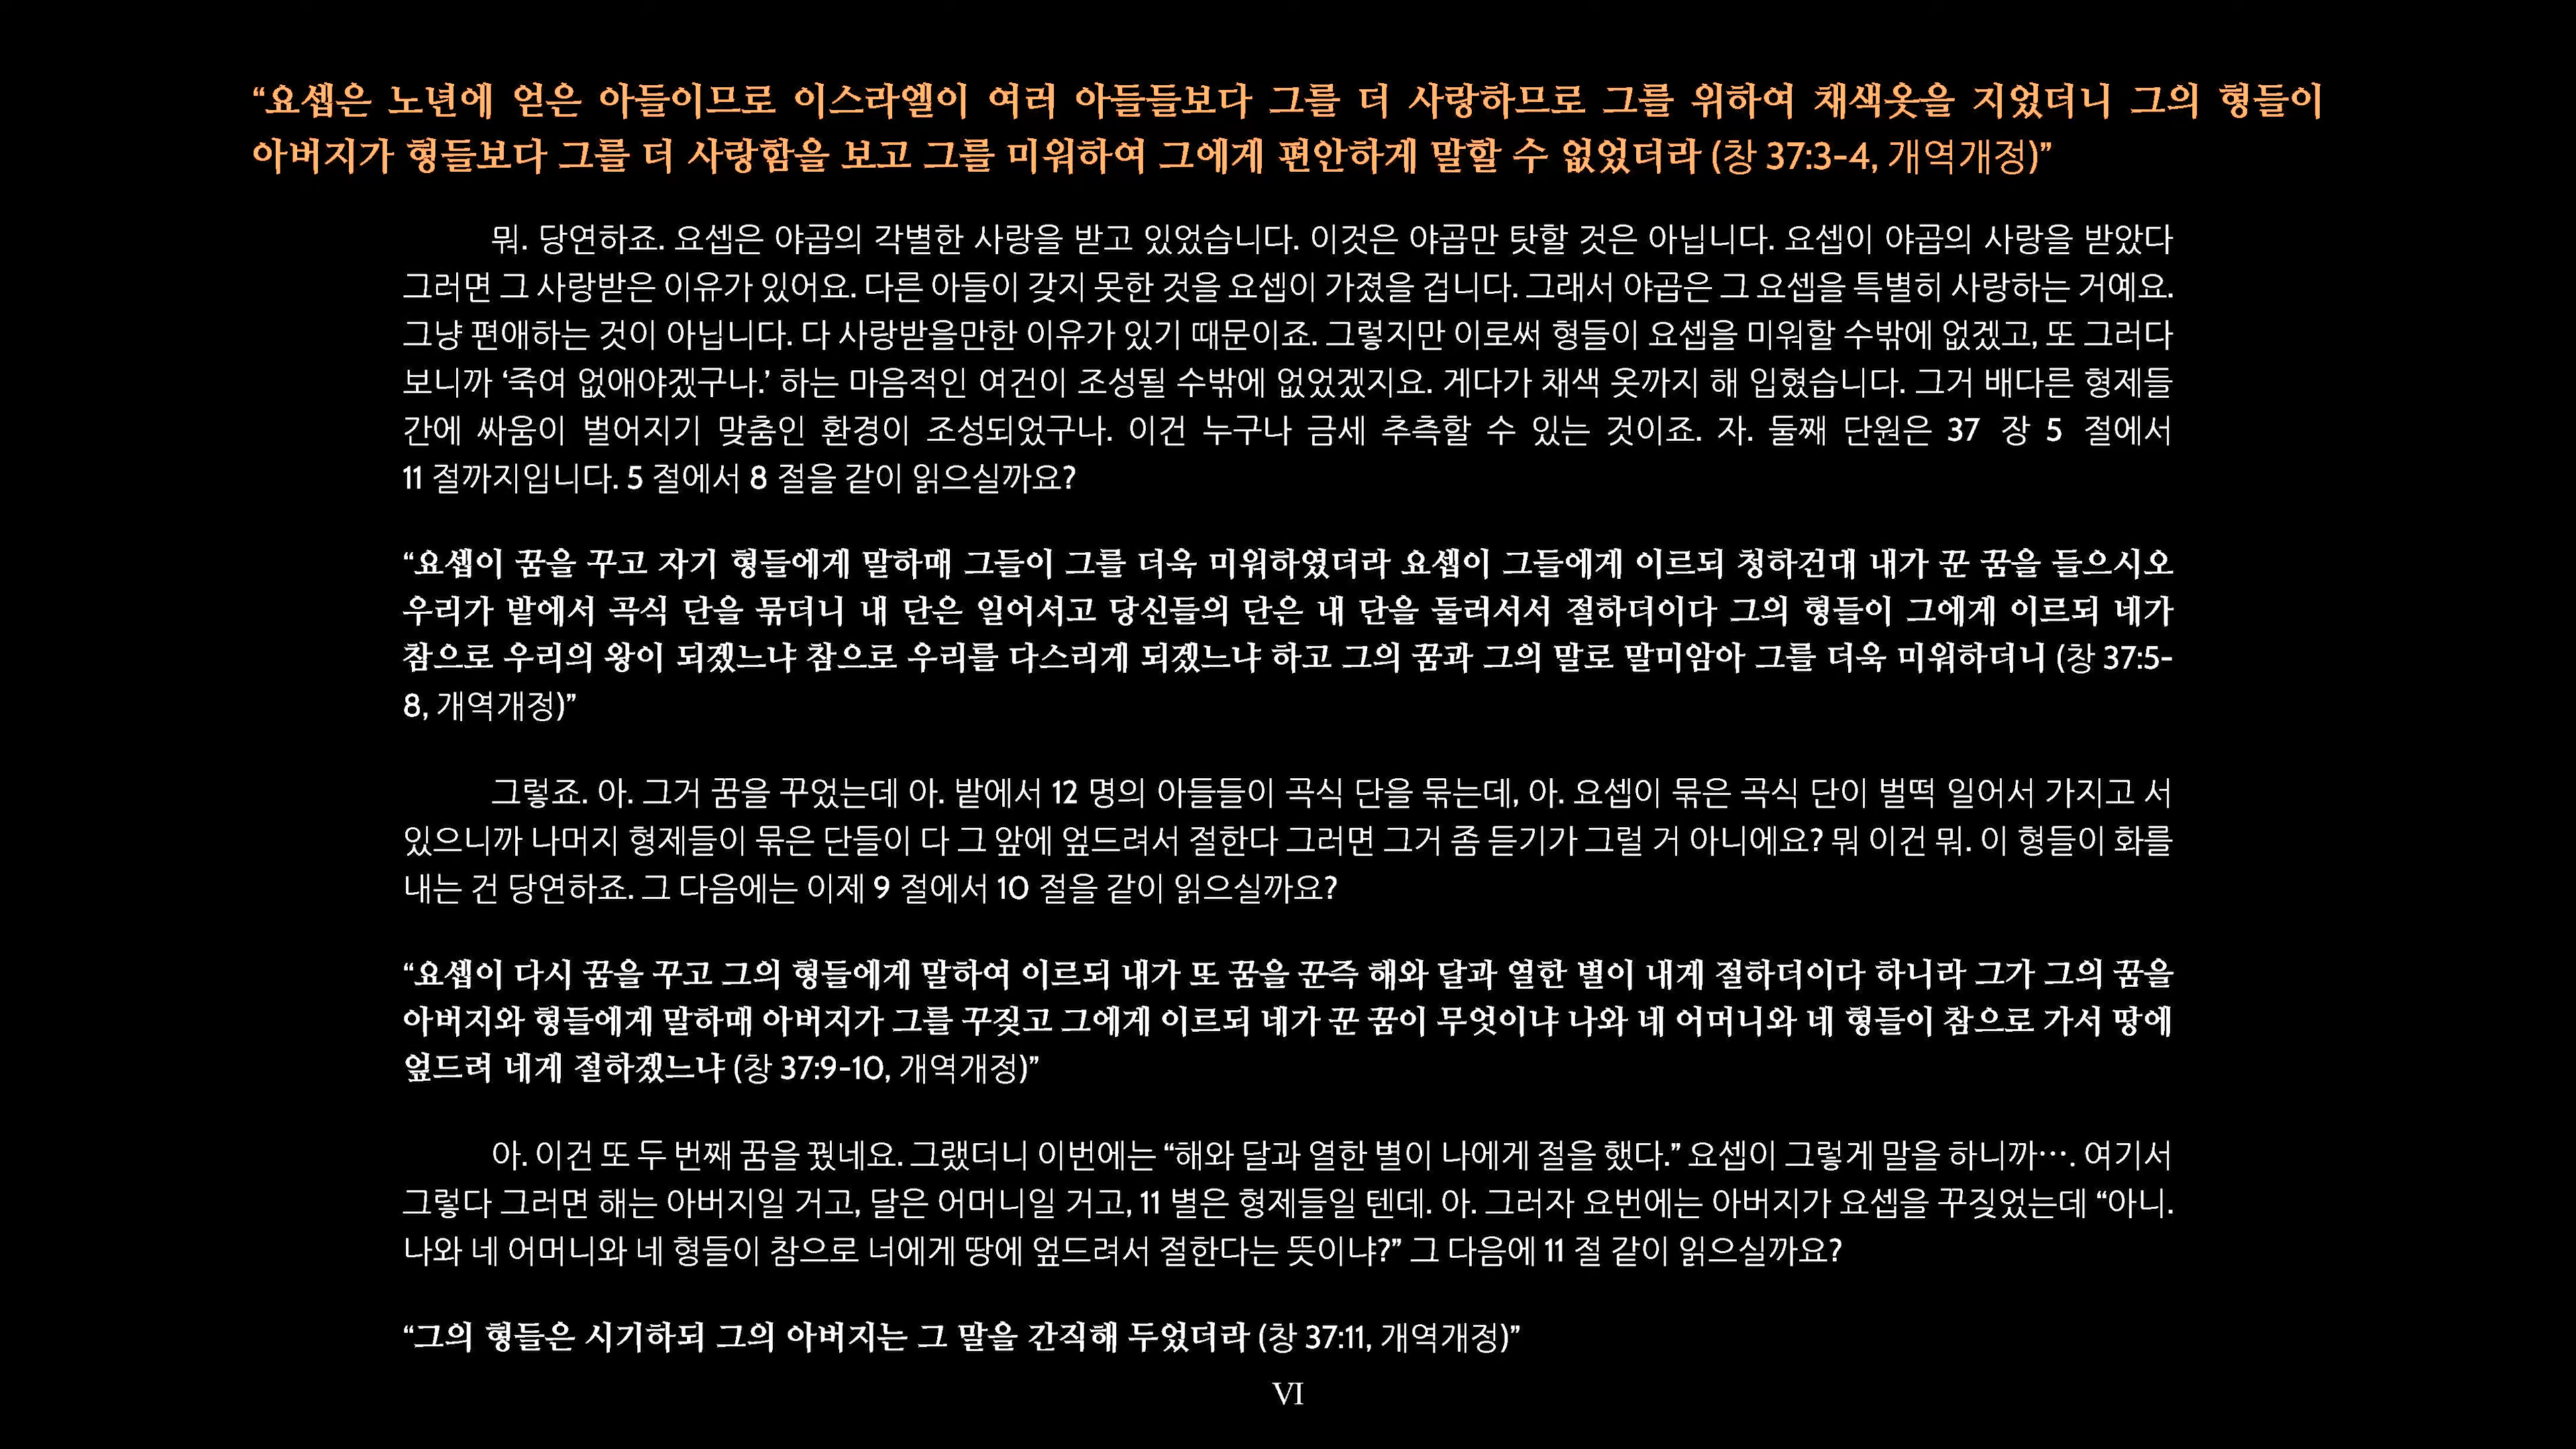 “요셉은 노년에 얻은 아들이므로 이스라엘이 여러 아들들보다 그를 더 사랑하므로 그를 위하여 채색옷을 지었더니 그의 형들이
아버지가 형들보다 그를 더 사랑함을 보고 그를 미워하여 그에게 편안하게 말할 수 없었더라 (창 37:3-4, 개역개정)”
뭐. 당연하죠. 요셉은 야곱의 각별한 사랑을 받고 있었습니다. 이것은 야곱만 탓할 것은 아닙니다. 요셉이 야곱의 사랑을 받았다
그러면 그 사랑받은 이유가 있어요. 다른 아들이 갖지 못한 것을 요셉이 가졌을 겁니다. 그래서 야곱은 그 요셉을 특별히 사랑하는 거예요.
그냥 편애하는 것이 아닙니다. 다 사랑받을만한 이유가 있기 때문이죠. 그렇지만 이로써 형들이 요셉을 미워할 수밖에 없겠고, 또 그러다
보니까 ‘죽여 없애야겠구나.’ 하는 마음적인 여건이 조성될 수밖에 없었겠지요. 게다가 채색 옷까지 해 입혔습니다. 그거 배다른 형제들
간에 싸움이 벌어지기 맞춤인 환경이 조성되었구나. 이건 누구나 금세 추측할 수 있는 것이죠. 자. 둘째 단원은 37 장 5 절에서
11 절까지입니다. 5 절에서 8 절을 같이 읽으실까요?
“요셉이 꿈을 꾸고 자기 형들에게 말하매 그들이 그를 더욱 미워하였더라 요셉이 그들에게 이르되 청하건대 내가 꾼 꿈을 들으시오
우리가 밭에서 곡식 단을 묶더니 내 단은 일어서고 당신들의 단은 내 단을 둘러서서 절하더이다 그의 형들이 그에게 이르되 네가
참으로 우리의 왕이 되겠느냐 참으로 우리를 다스리게 되겠느냐 하고 그의 꿈과 그의 말로 말미암아 그를 더욱 미워하더니 (창 37:5-
8, 개역개정)”
그렇죠. 아. 그거 꿈을 꾸었는데 아. 밭에서 12 명의 아들들이 곡식 단을 묶는데, 아. 요셉이 묶은 곡식 단이 벌떡 일어서 가지고 서
있으니까 나머지 형제들이 묶은 단들이 다 그 앞에 엎드려서 절한다 그러면 그거 좀 듣기가 그럴 거 아니에요? 뭐 이건 뭐. 이 형들이 화를
내는 건 당연하죠. 그 다음에는 이제 9 절에서 10 절을 같이 읽으실까요?
“요셉이 다시 꿈을 꾸고 그의 형들에게 말하여 이르되 내가 또 꿈을 꾼즉 해와 달과 열한 별이 내게 절하더이다 하니라 그가 그의 꿈을
아버지와 형들에게 말하매 아버지가 그를 꾸짖고 그에게 이르되 네가 꾼 꿈이 무엇이냐 나와 네 어머니와 네 형들이 참으로 가서 땅에
엎드려 네게 절하겠느냐 (창 37:9-10, 개역개정)”
아. 이건 또 두 번째 꿈을 꿨네요. 그랬더니 이번에는 “해와 달과 열한 별이 나에게 절을 했다.” 요셉이 그렇게 말을 하니까…. 여기서
그렇다 그러면 해는 아버지일 거고, 달은 어머니일 거고, 11 별은 형제들일 텐데. 아. 그러자 요번에는 아버지가 요셉을 꾸짖었는데 “아니.
나와 네 어머니와 네 형들이 참으로 너에게 땅에 엎드려서 절한다는 뜻이냐?” 그 다음에 11 절 같이 읽으실까요?
“그의 형들은 시기하되 그의 아버지는 그 말을 간직해 두었더라 (창 37:11, 개역개정)”
VI